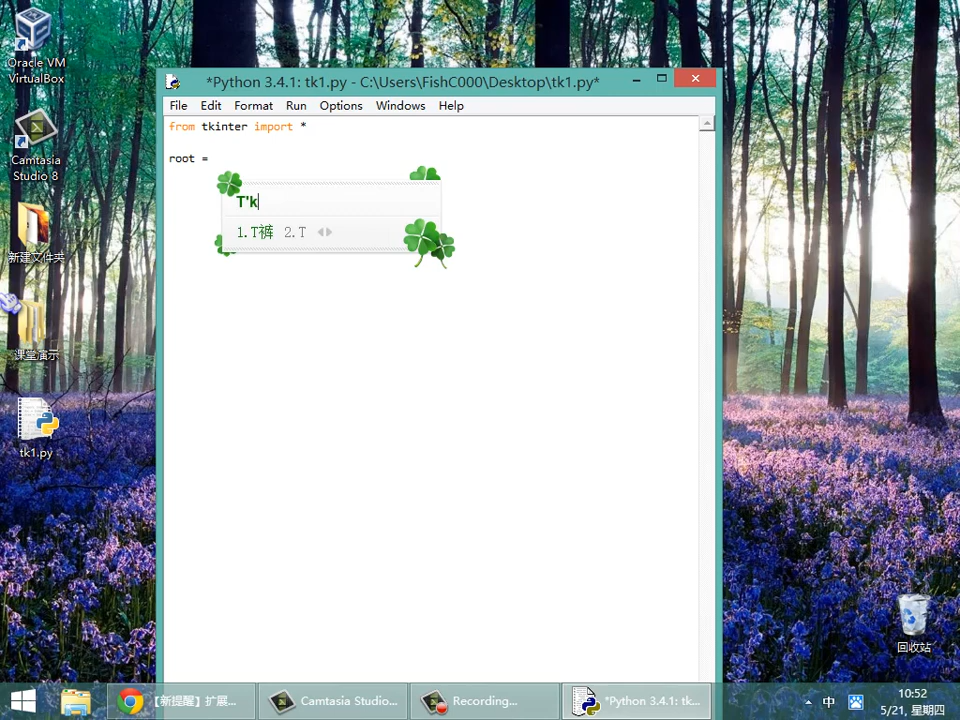 Oracle VM
VirtualBox
Camtasia
Studio 8
新建文件夹
课堂演示
tk1.py
*Python 3.4.1: tk1.py - C:\Users\FishC000\Desktop\tk1.py*
File Edit Format Run Options Windows Help
from tkinter import *
root =
T'k
1.T裤 2.T
回收站
【新提醒】扩展...
Camtasia Studio...
Recording...
*Python 3.4.1: tk...
中
10:52
5/21, 星期四